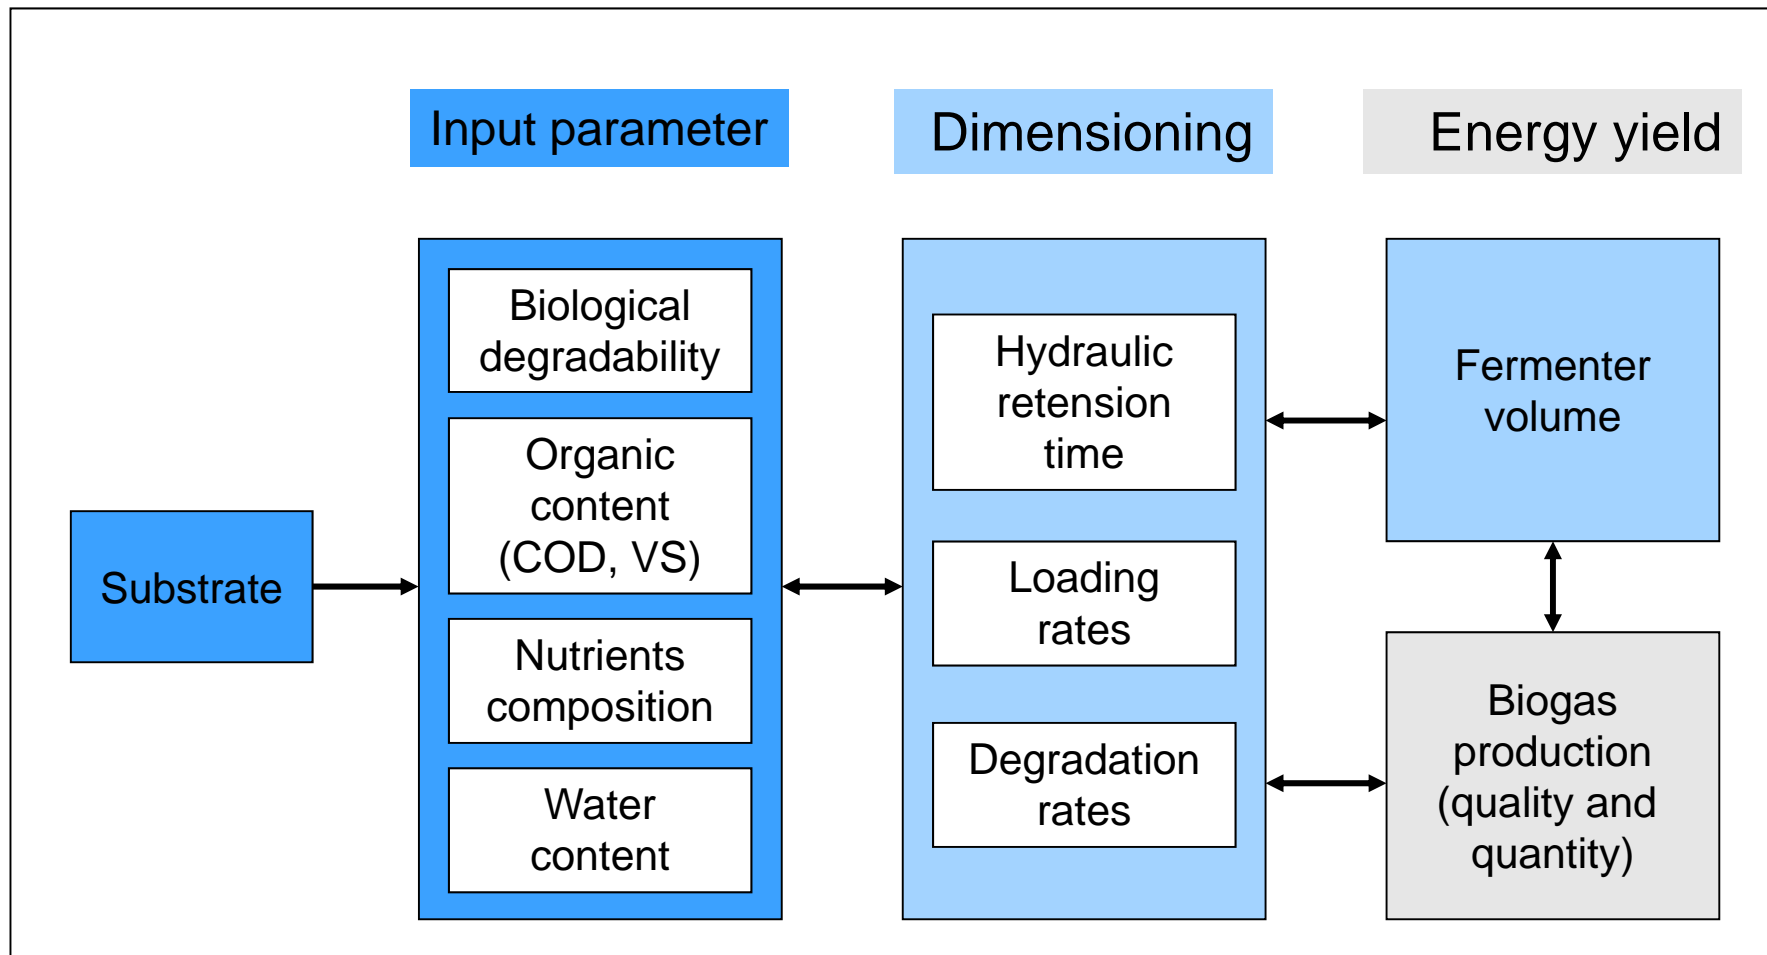 Input parameter
Dimensioning
Energy yield
Substrate
Biological
degradability
Organic
content
(COD, VS)
Nutrients
composition
Water
content
Hydraulic
retension
time
Loading
rates
Degradation
rates
Fermenter
volume
Biogas
production
(quality and
quantity)